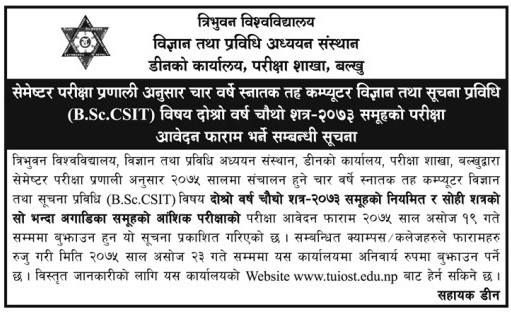 त्रिभुवन विश्वविद्यालय
विज्ञान तथा प्रविधि अध्ययन संस्थान
डीनको कार्यालय, परीक्षा शाखा, बल्खु
सेमेष्टर परीक्षा प्रणाली अनुसार चार वर्षे स्नातक तह कम्प्यूटर विज्ञान तथा सूचना प्रविधि
(B.Sc.CSIT) विषय दोश्रो वर्ष चौथो शत्र-२०७३ समूहको परीक्षा
आवेदन फाराम भर्ने सम्बन्धी सूचना
त्रिभुवन विश्वविद्यालय, विज्ञान तथा प्रविधि अध्ययन संस्थान, डीनको कार्यालय, परीक्षा शाखा, बल्खुद्वारा
सेमेष्टर परीक्षा प्रणाली अनुसार २०७५ सालमा संचालन हुने चार वर्षे स्नातक तह कम्प्यूटर विज्ञान
तथा सूचना प्रविधि (B.Sc.CSIT) विषय दोश्रो वर्ष चौथो शत्र-२०७३ समूहको नियमित र सोही शत्रको
सो भन्दा अगाडिका समूहको आंशिक परीक्षाको परीक्षा आवेदन फाराम २०७५ साल असोज १९ गते
सम्ममा बुझाउन हुन यो सूचना प्रकाशित गरिएको छ । सम्बन्धित क्याम्पस/कलेजहरुले फारामहरु
रुजु गरी मिति २०७५ साल असोज २३ गते सम्ममा यस कार्यालयमा अनिवार्य रुपमा बुझाउन पर्ने
छ । विस्तृत जानकारीको लागि यस कार्यालयको Website www.tuiost.edu.np बाट हेर्न सकिने छ ।
सहायक डीन